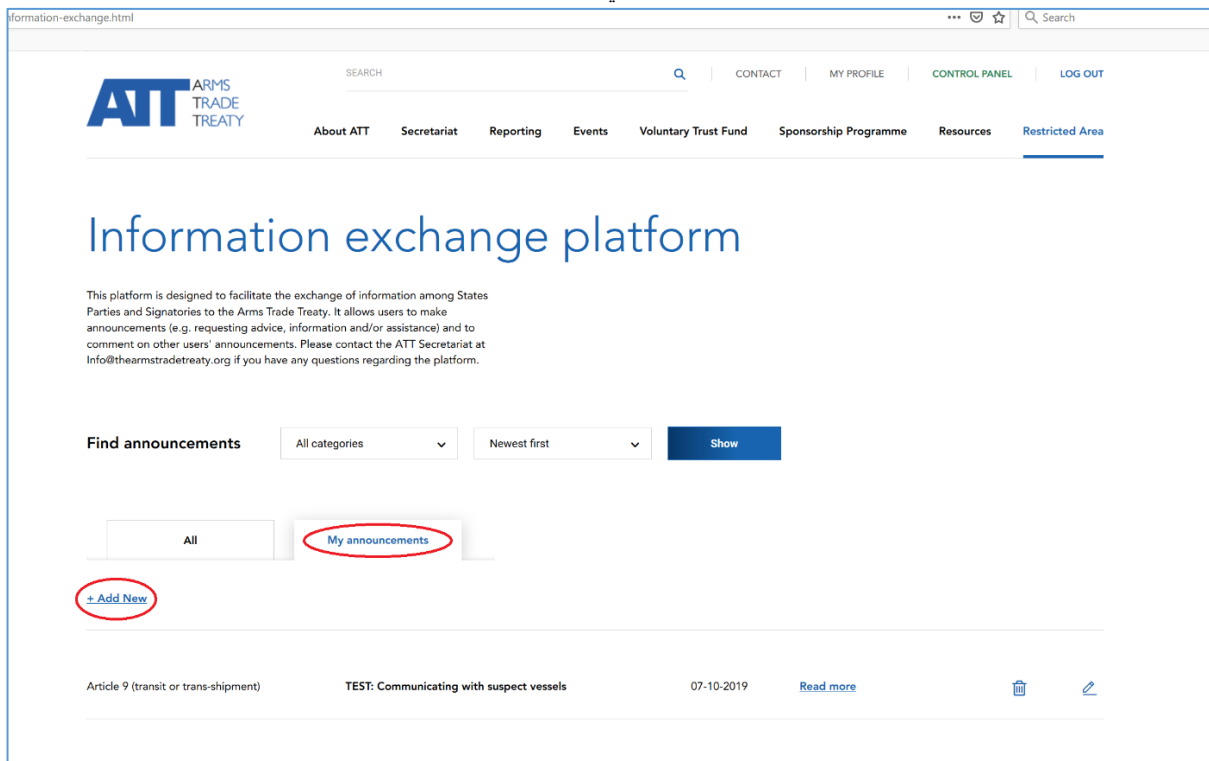 nformation-exchange.html
Search
ATT ARMS
TRADE
TREATY
SEARCH
CONTACT MY PROFILE CONTROL PANEL LOG OUT
About ATT Secretariat Reporting Events Voluntary Trust Fund Sponsorship Programme Resources Restricted Area
Information exchange platform
This platform is designed to facilitate the exchange of information among States
Parties and Signatories to the Arms Trade Treaty. It allows users to make
announcements (e.g. requesting advice, information and/or assistance) and to
comment on other users' announcements. Please contact the ATT Secretariat at
Info@thearmstradetreaty.org if you have any questions regarding the platform.
Find announcements All categories Newest first Show
All My announcements
+ Add New
Article 9 (transit or trans-shipment) TEST: Communicating with suspect vessels 07-10-2019 Read more